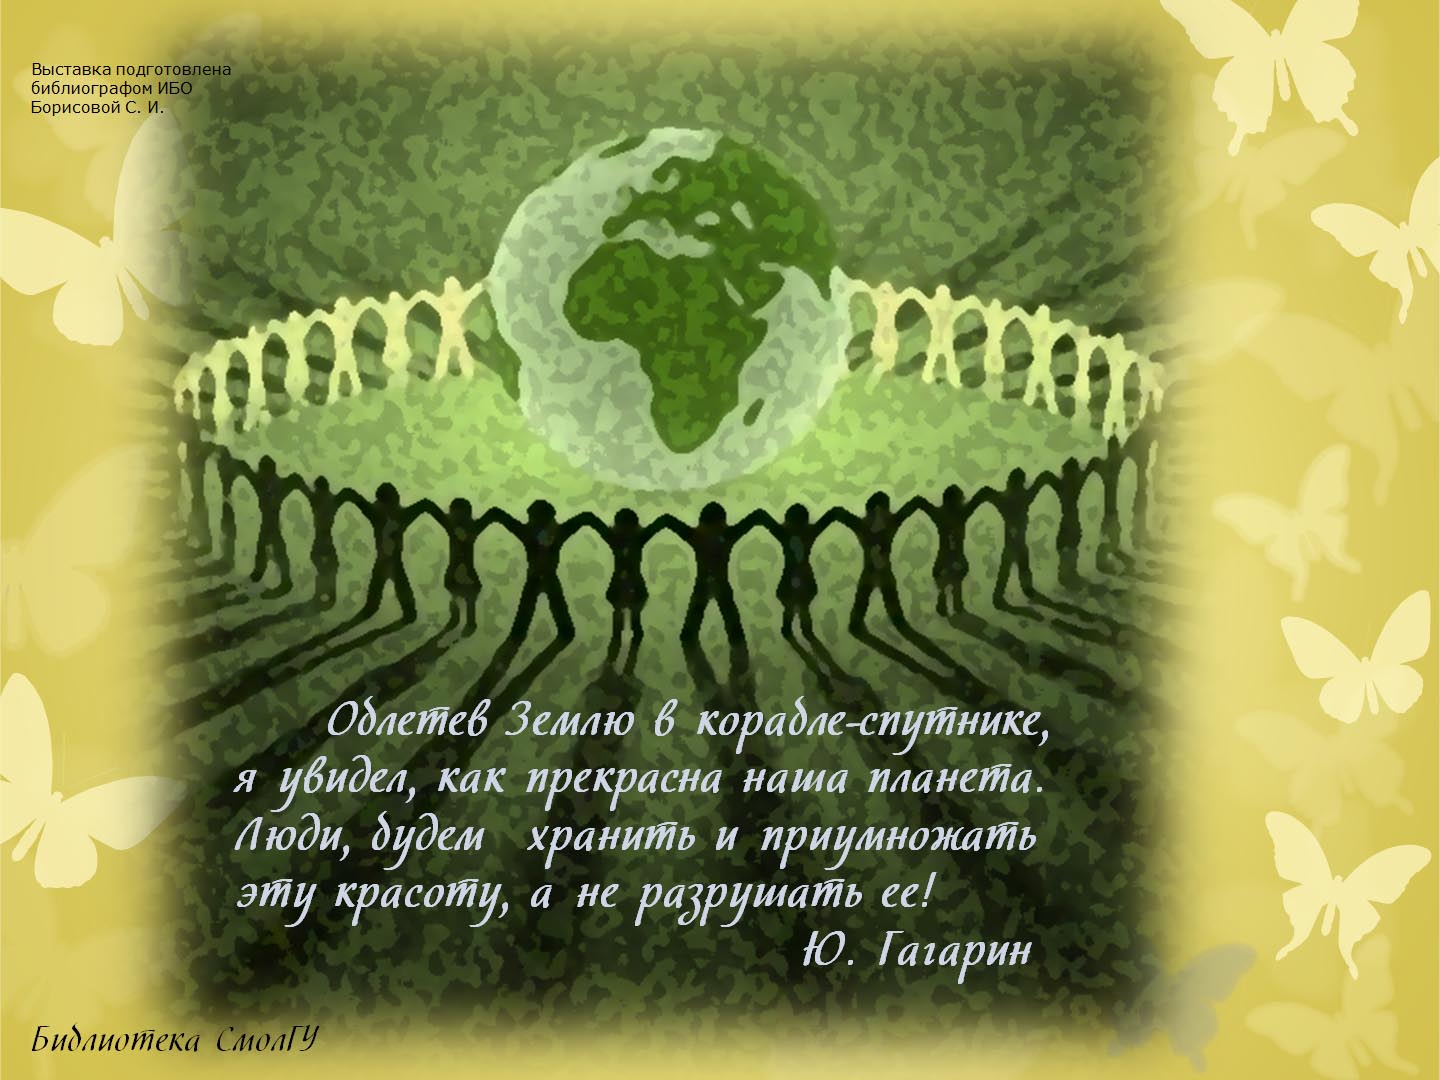 Выставка подготовлена
библиографом ИБО
Борисовой С. И.
Облетев Землю в корабле-спутнике,
я увидел, как прекрасна наша планета.
Люди, будем хранить и приумножать
эту красоту, а не разрушать ее!
Ю. Гагарин
Библиотека СмолГУ